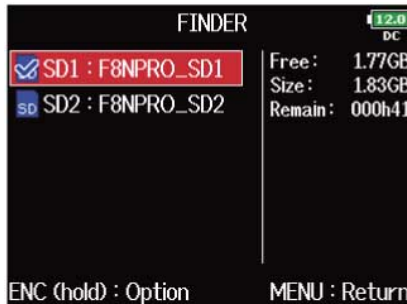 FINDER
12.0
DC
SD1 : F8NPRO_SD1
SD SD2 : F8NPRO_SD2
Free : 1.77GB
Size : 1.83GB
Remain : 000h41
ENC (hold) : Option
MENU : Return